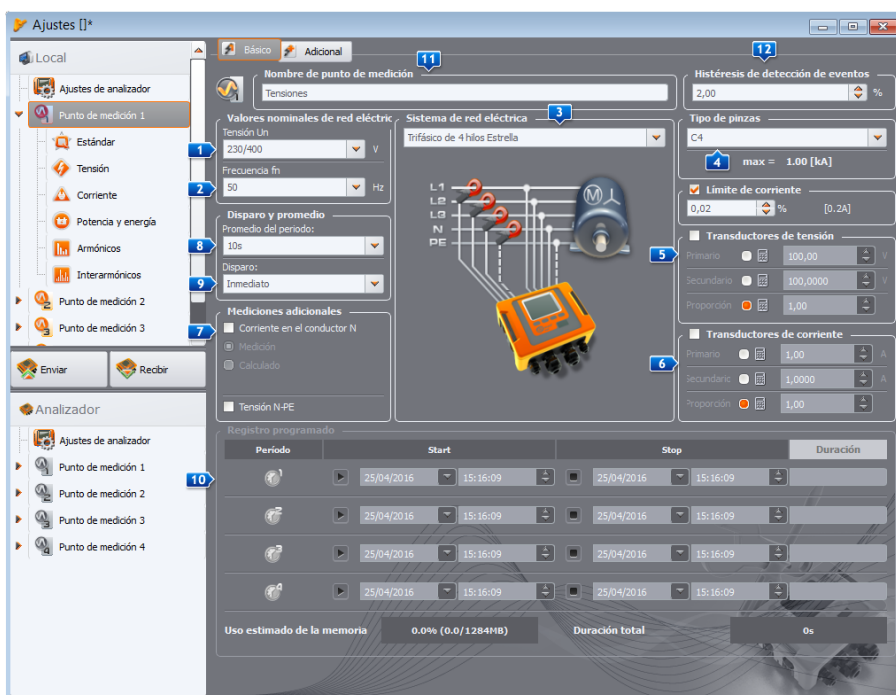 Ajustes []*
Local
Ajustes de analizador
Punto de medición 1
Estándar
Tensión
Corriente
Potencia y energía
Armónicos
Interarmónicos
Punto de medición 2
Punto de medición 3
Enviar
Recibir
Analizador
Ajustes de analizador
Punto de medición 1
Punto de medición 2
Punto de medición 3
Punto de medición 4
Básico
Adicional
11
12
Nombre de punto de medición
Tensiones
Histéresis de detección de eventos
2,00 %
Valores nominales de red eléctric
Tensión Un
1
230/400 V
Frecuencia fn
2
50 Hz
Sistema de red eléctrica
3
Trifásico de 4 hilos Estrella
L1
L2
L3
N
PE
M
Tipo de pinzas
C4
4
max = 1.00 [kA]
Límite de corriente
0,02 % [0.2A]
Disparo y promedio
Promedio del periodo:
8
10s
Disparo:
9
Inmediato
5
Transductores de tensión
Primario 100,00 V
Secundario 100,0000 V
Proporción 1,00
Mediciones adicionales
7
Corriente en el conductor N
Medición
Calculado
Tensión N-PE
6
Transductores de corriente
Primario 1,00 A
Secundaric 1,0000 A
Proporción 1,00
Registro programado
Período Start Stop Duración
10
1 25/04/2016 15:16:09 25/04/2016 15:16:09
2 25/04/2016 15:16:09 25/04/2016 15:16:09
3 25/04/2016 15:16:09 25/04/2016 15:16:09
4 25/04/2016 15:16:09 25/04/2016 15:16:09
Uso estimado de la memoria 0.0% (0.0/1284MB) Duración total 0s